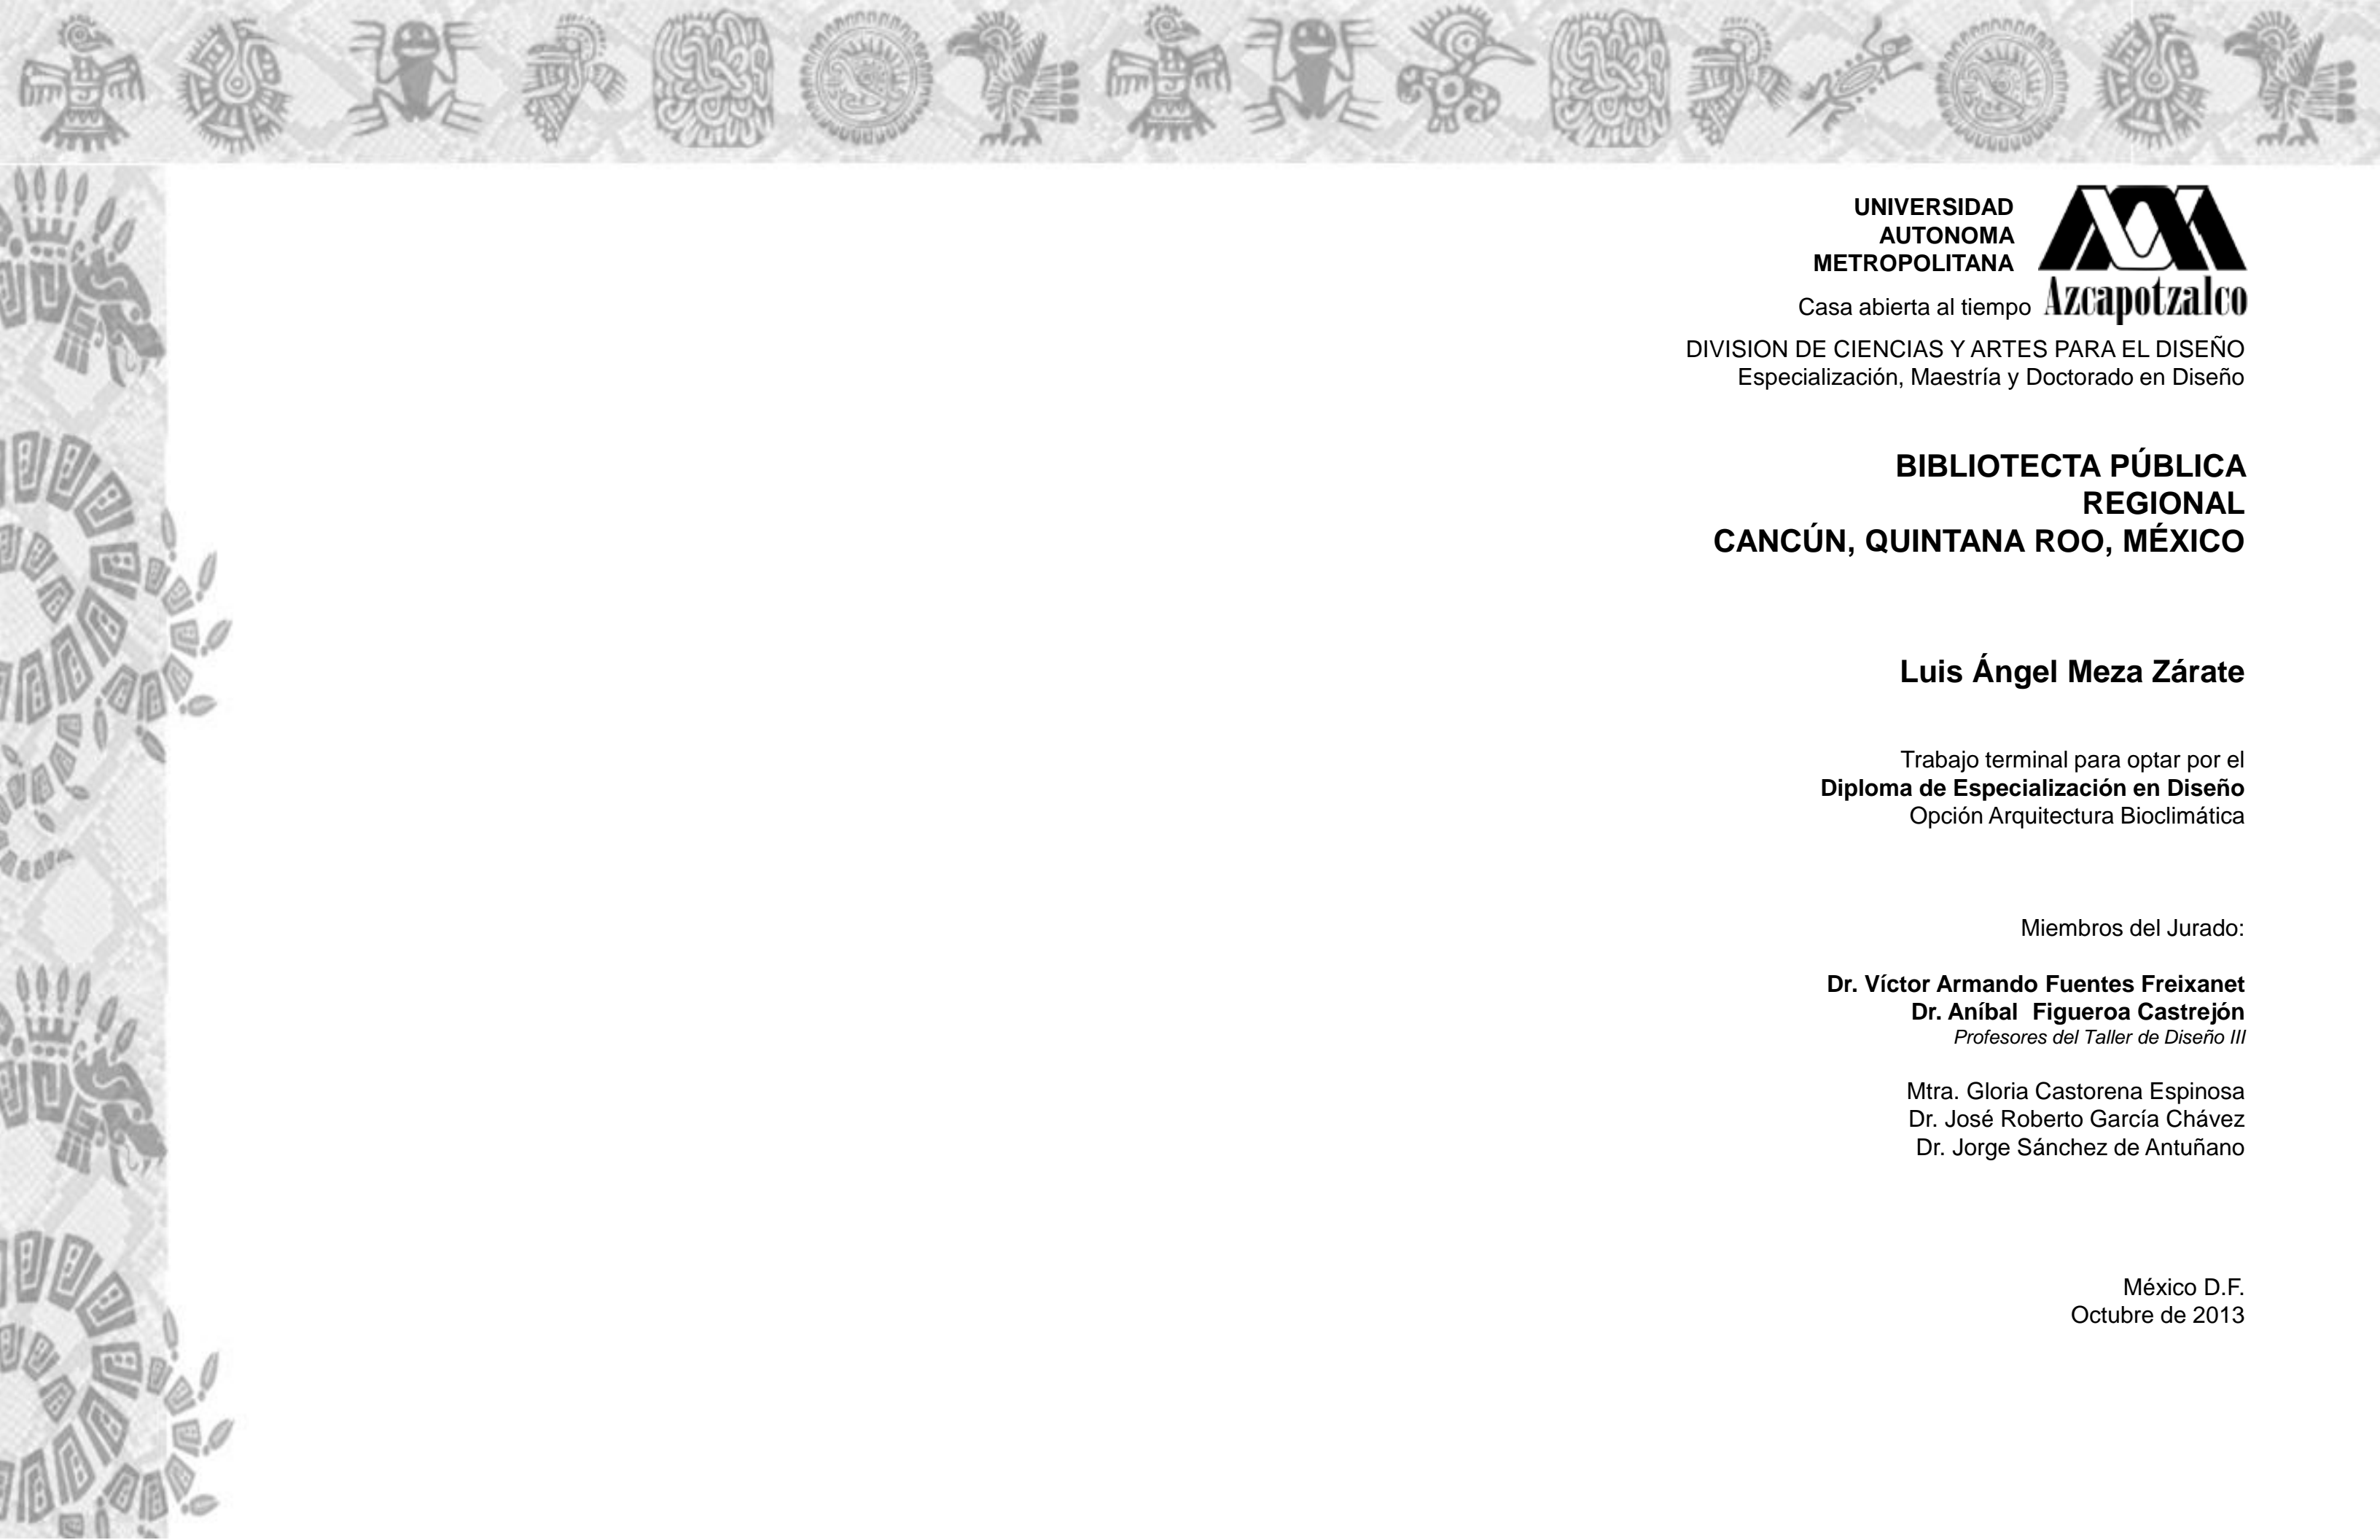 UNIVERSIDAD
AUTONOMA
METROPOLITANA
Casa abierta al tiempo
Azcapotzalco
DIVISION DE CIENCIAS Y ARTES PARA EL DISEÑO
Especialización, Maestría y Doctorado en Diseño
BIBLIOTECTA PÚBLICA
REGIONAL
CANCÚN, QUINTANA ROO, MÉXICO
Luis Ángel Meza Zárate
Trabajo terminal para optar por el
Diploma de Especialización en Diseño
Opción Arquitectura Bioclimática
Miembros del Jurado:
Dr. Víctor Armando Fuentes Freixanet
Dr. Aníbal Figueroa Castrejón
Profesores del Taller de Diseño III
Mtra. Gloria Castorena Espinosa
Dr. José Roberto García Chávez
Dr. Jorge Sánchez de Antuñano
México D.F.
Octubre de 2013